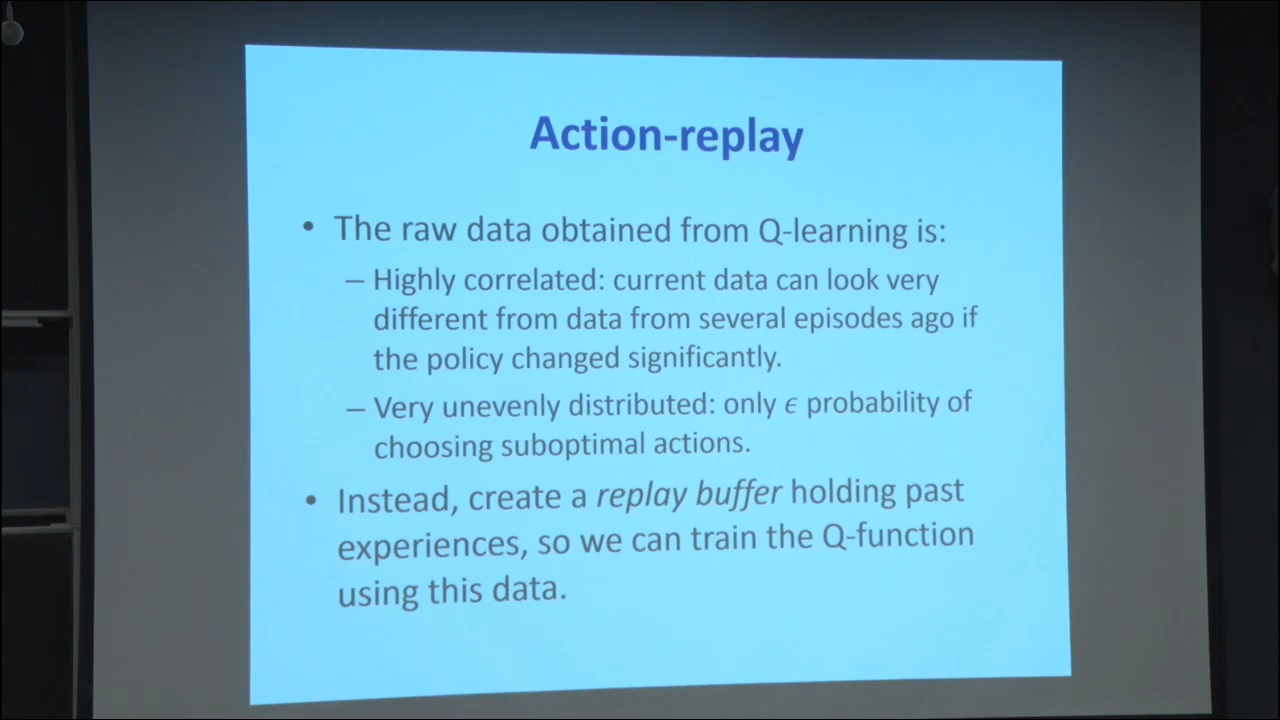 Action-replay
• The raw data obtained from Q-learning is:
– Highly correlated: current data can look very
different from data from several episodes ago if
the policy changed significantly.
– Very unevenly distributed: only ϵ probability of
choosing suboptimal actions.
• Instead, create a replay buffer holding past
experiences, so we can train the Q-function
using this data.